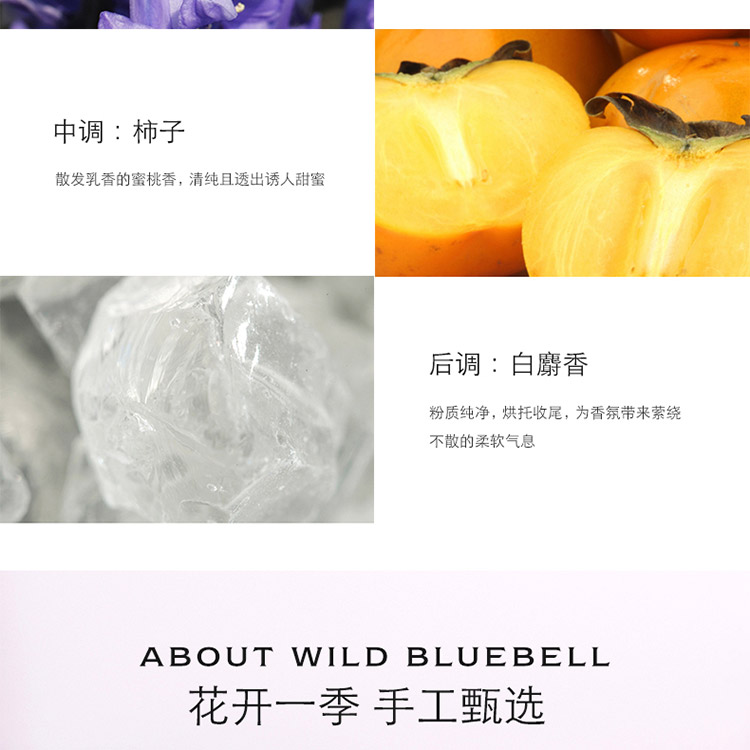 中调：柿子
散发乳香的蜜桃香，清纯且透出诱人甜蜜
后调：白麝香
粉质纯净，烘托收尾，为香氛带来萦绕
不散的柔软气息
ABOUT WILD BLUEBELL
花开一季 手工甄选